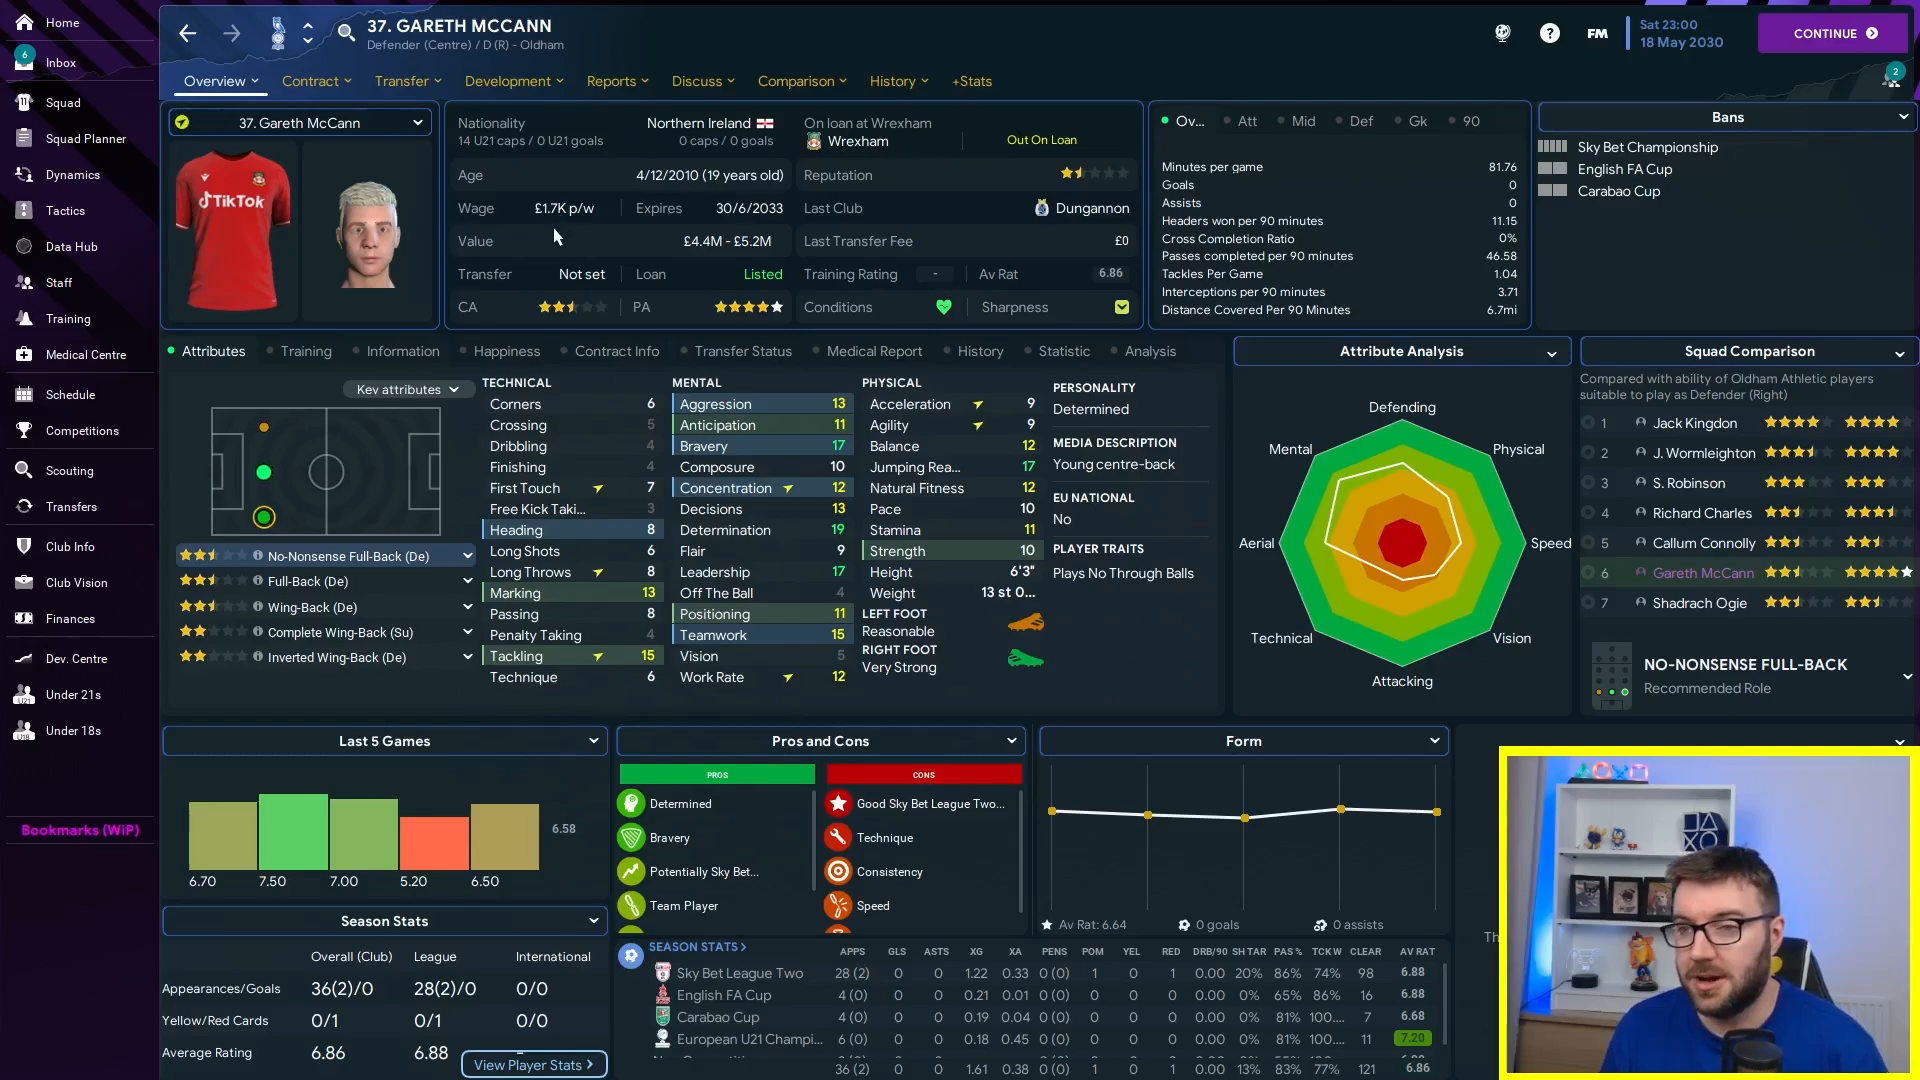 Home
6
Inbox
Squad
Squad Planner
Dynamics
Tactics
Data Hub
Staff
Training
Medical Centre
Schedule
Competitions
Scouting
Transfers
Club Info
Club Vision
Finances
Dev. Centre
Under 21s
Under 18s
Bookmarks (WiP)
37. GARETH MCCANN
Defender (Centre) / D (R) - Oldham
FM
Sat 23:00
18 May 2030
CONTINUE
Overview
Contract
Transfer
Development
Reports
Discuss
Comparison
History
+Stats
2
37. Gareth McCann
TikTok
Nationality
14 U21 caps / 0 U21 goals
Northern Ireland
0 caps / 0 goals
Age
4/12/2010 (19 years old)
Wage
£1.7K p/w
Expires
30/6/2033
Value
£4.4M - £5.2M
Transfer
Not set
Loan
Listed
CA
PA
On loan at Wrexham
Wrexham
Out On Loan
Reputation
Last Club
Dungannon
Last Transfer Fee
£0
Training Rating
-
Av Rat
6.86
Conditions
Sharpness
Ov...
Att
Mid
Def
Gk
90
Minutes per game 81.76
Goals 0
Assists 0
Headers won per 90 minutes 11.15
Cross Completion Ratio 0%
Passes completed per 90 minutes 46.58
Tackles Per Game 1.04
Interceptions per 90 minutes 3.71
Distance Covered Per 90 Minutes 6.7mi
Bans
Sky Bet Championship
English FA Cup
Carabao Cup
Attributes
Training
Information
Happiness
Contract Info
Transfer Status
Medical Report
History
Statistic
Analysis
Key attributes
No-Nonsense Full-Back (De)
Full-Back (De)
Wing-Back (De)
Complete Wing-Back (Su)
Inverted Wing-Back (De)
TECHNICAL
Corners 6
Crossing 5
Dribbling 4
Finishing 4
First Touch 7
Free Kick Taki... 3
Heading 8
Long Shots 6
Long Throws 8
Marking 13
Passing 8
Penalty Taking 4
Tackling 15
Technique 6
MENTAL
Aggression 13
Anticipation 11
Bravery 17
Composure 10
Concentration 12
Decisions 13
Determination 19
Flair 9
Leadership 17
Off The Ball 4
Positioning 11
Teamwork 15
Vision 5
Work Rate 12
PHYSICAL
Acceleration 9
Agility 9
Balance 12
Jumping Rea... 17
Natural Fitness 12
Pace 10
Stamina 11
Strength 10
Height 6'3"
Weight 13 st 0...
LEFT FOOT
Reasonable
RIGHT FOOT
Very Strong
PERSONALITY
Determined
MEDIA DESCRIPTION
Young centre-back
EU NATIONAL
No
PLAYER TRAITS
Plays No Through Balls
Attribute Analysis
Defending
Physical
Speed
Vision
Attacking
Technical
Aerial
Mental
Squad Comparison
Compared with ability of Oldham Athletic players
suitable to play as Defender (Right)
1 Jack Kingdon
2 J. Wormleighton
3 S. Robinson
4 Richard Charles
5 Callum Connolly
6 Gareth McCann
7 Shadrach Ogie
NO-NONSENSE FULL-BACK
Recommended Role
Last 5 Games
6.58
6.70 7.50 7.00 5.20 6.50
Season Stats
Overall (Club) League International
Appearances/Goals 36(2)/0 28(2)/0 0/0
Yellow/Red Cards 0/1 0/1 0/0
Average Rating 6.86 6.88 -
View Player Stats >
Pros and Cons
PROS
Determined
Bravery
Potentially Sky Bet...
Team Player
CONS
Good Sky Bet League Two...
Technique
Consistency
Speed
Form
Av Rat: 6.64
0 goals
0 assists
SEASON STATS >
APPS GLS ASTS XG XA PENS POM YEL RED DRB/90 SH TAR PAS % TCK W CLEAR AV RAT
Sky Bet League Two 28 (2) 0 0 1.22 0.33 0 (0) 1 0 1 0.00 20% 86% 74% 98 6.88
English FA Cup 4 (0) 0 0 0.21 0.01 0 (0) 0 0 0 0.00 0% 65% 86% 16 6.88
Carabao Cup 4 (0) 0 0 0.19 0.04 0 (0) 0 0 0 0.00 0% 81% 100.... 7 6.68
European U21 Champi... 6 (0) 0 0 0.18 0.45 0 (0) 0 0 0 0.00 0% 81% 100.... 11 7.20
36 (2) 0 0 1.61 0.38 0 (0) 1 0 1 0.00 13% 83% 77% 121 6.86
Th